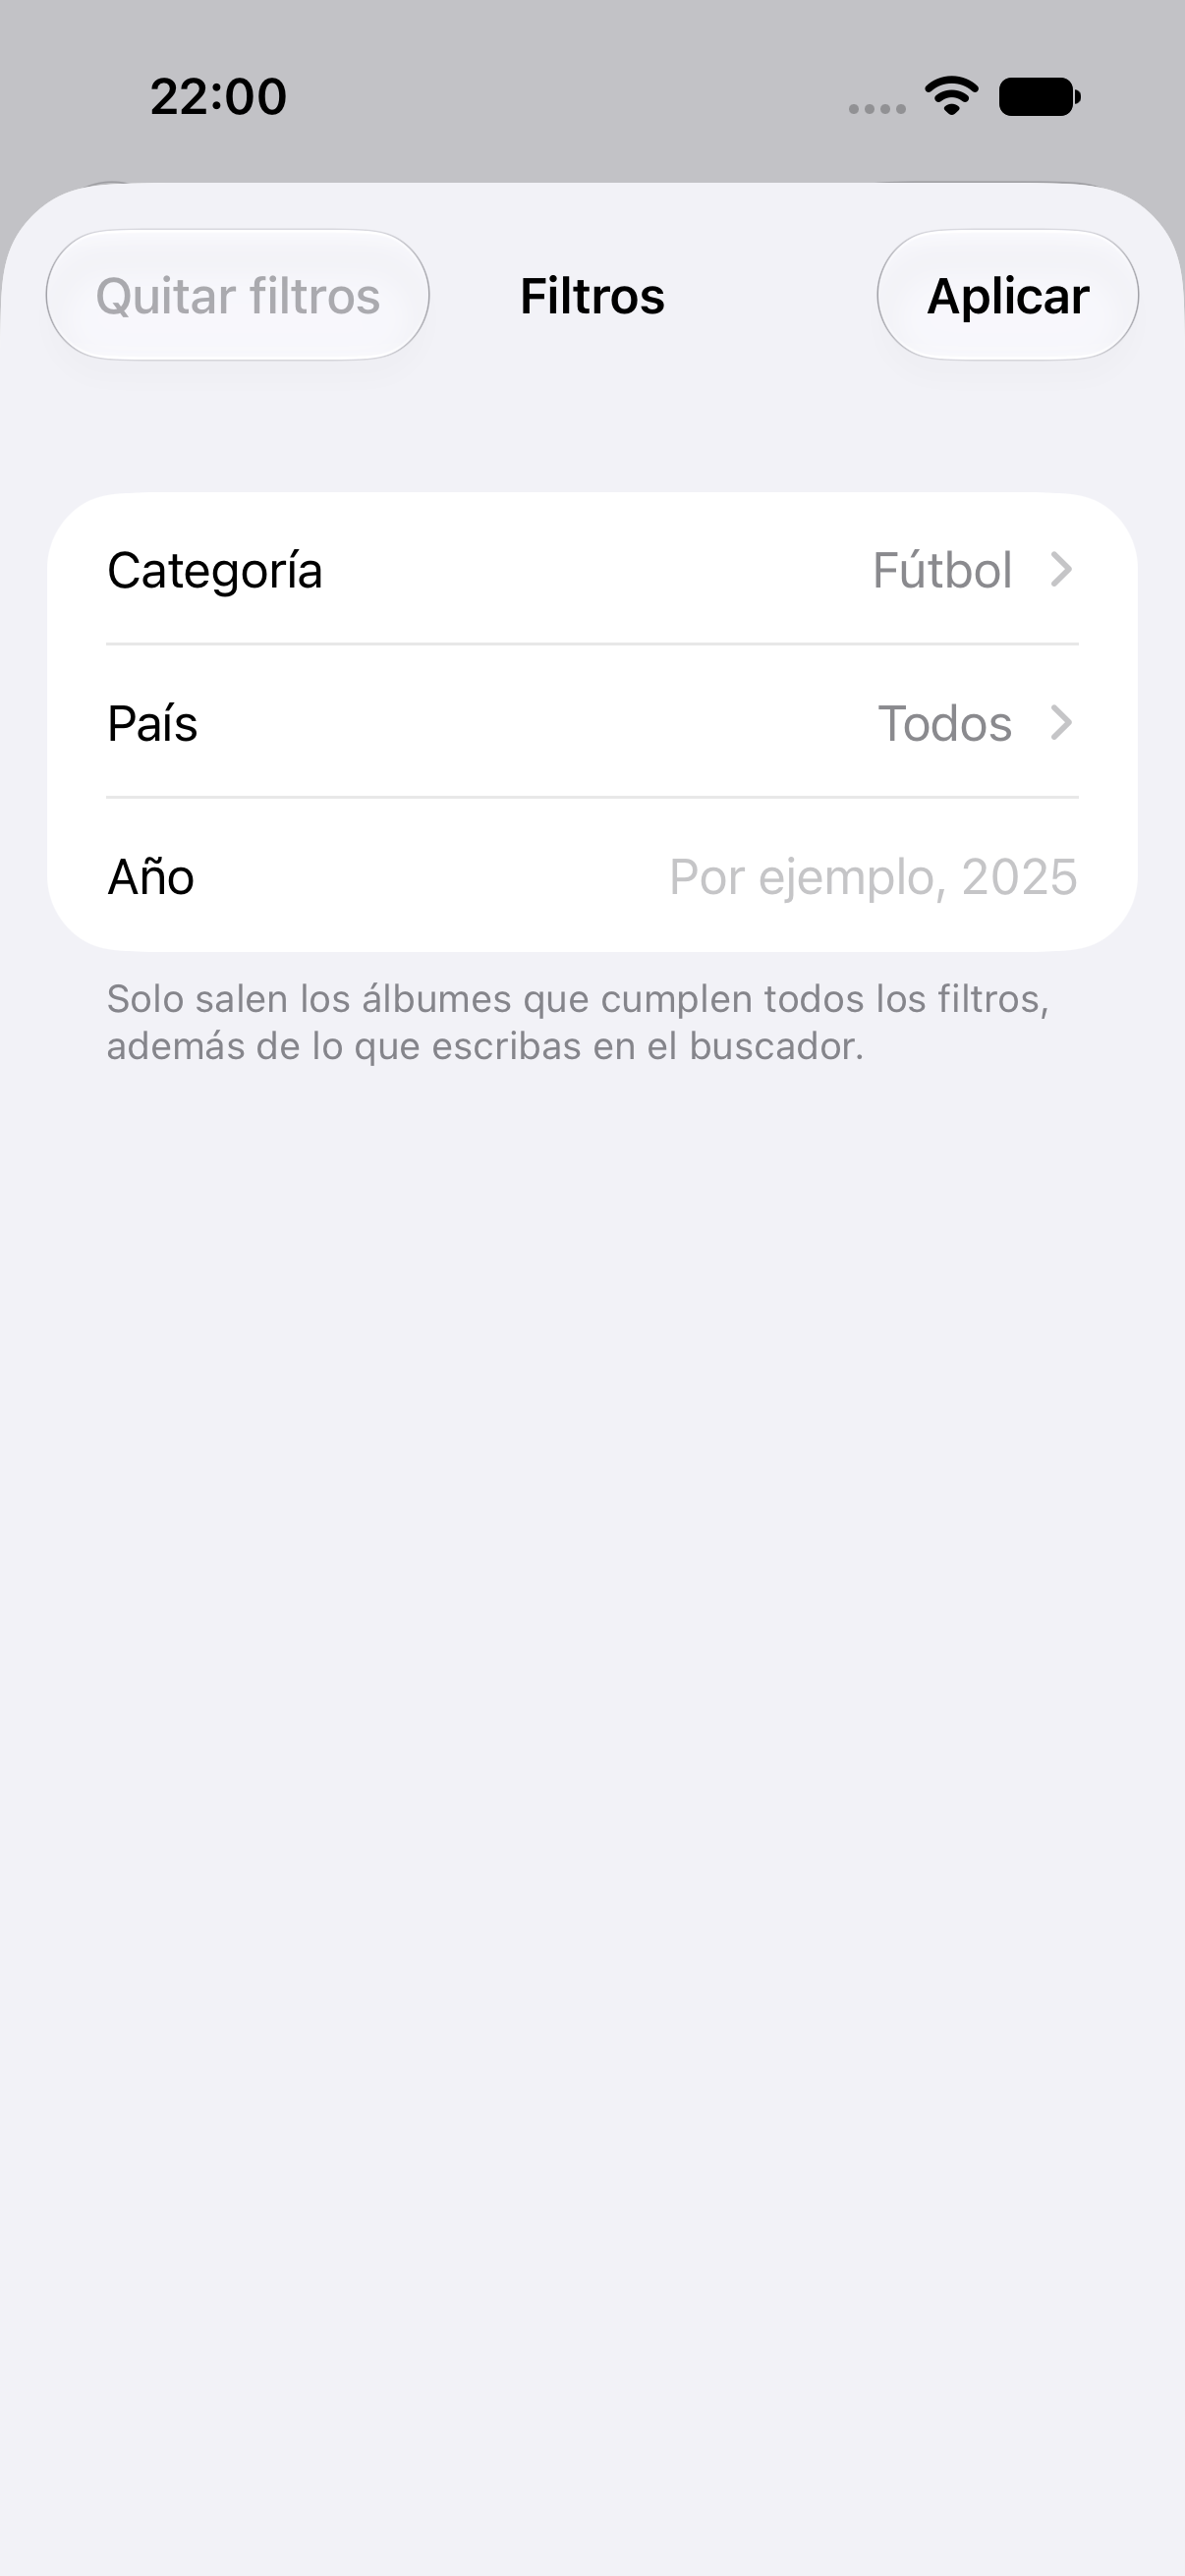 22:00
Quitar filtros
Filtros
Aplicar
Categoría
Fútbol
País
Todos
Año
Por ejemplo, 2025
Solo salen los álbumes que cumplen todos los filtros,
además de lo que escribas en el buscador.